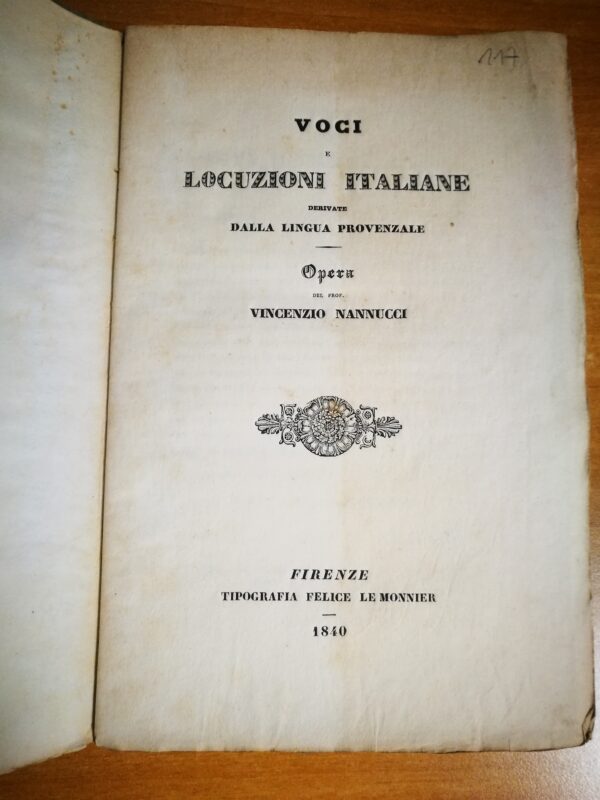 117
VOCI
E
LOCUZIONI ITALIANE
DERIVATE
DALLA LINGUA PROVENZALE
Opera
DEL PROF.
VINCENZIO NANNUCCI
FIRENZE
TIPOGRAFIA FELICE LE MONNIER
1840